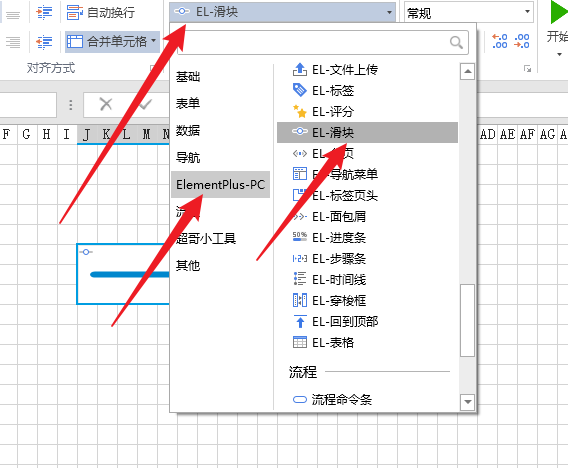 自动换行
EL-滑块
常规
合并单元格
开始
对齐方式
F G H I J K L M N
AD AE AF AG A
基础
表单
数据
导航
ElementPlus-PC
超哥小工具
其他
EL-文件上传
EL-标签
EL-评分
EL-滑块
EL-
页
EL-导航菜单
EL-标签页头
EL-面包屑
50%
EL-进度条
EL-步骤条
EL-时间线
EL-穿梭框
EL-回到顶部
EL-表格
流程
流程命令条